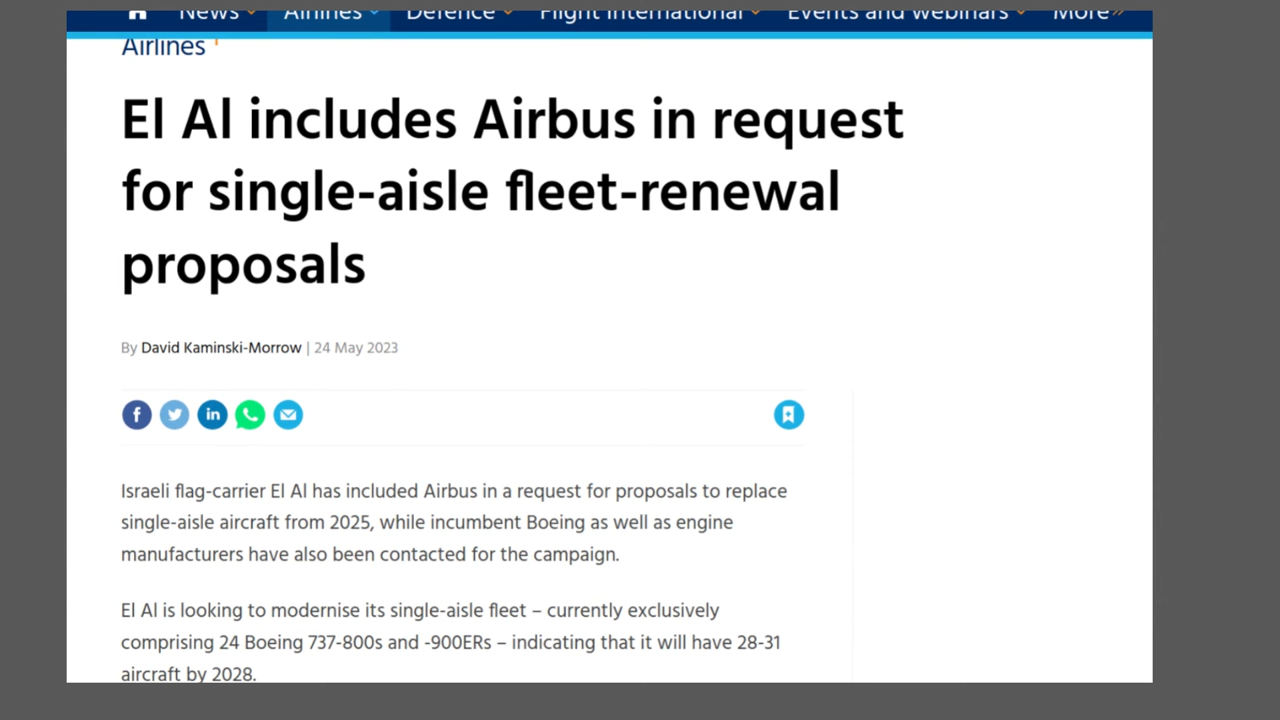 News Airlines Defence Flight International Events and webinars More
Airlines
El Al includes Airbus in request
for single-aisle fleet-renewal
proposals
By David Kaminski-Morrow | 24 May 2023
Israeli flag-carrier El Al has included Airbus in a request for proposals to replace
single-aisle aircraft from 2025, while incumbent Boeing as well as engine
manufacturers have also been contacted for the campaign.
El Al is looking to modernise its single-aisle fleet – currently exclusively
comprising 24 Boeing 737-800s and -900ERs – indicating that it will have 28-31
aircraft by 2028.